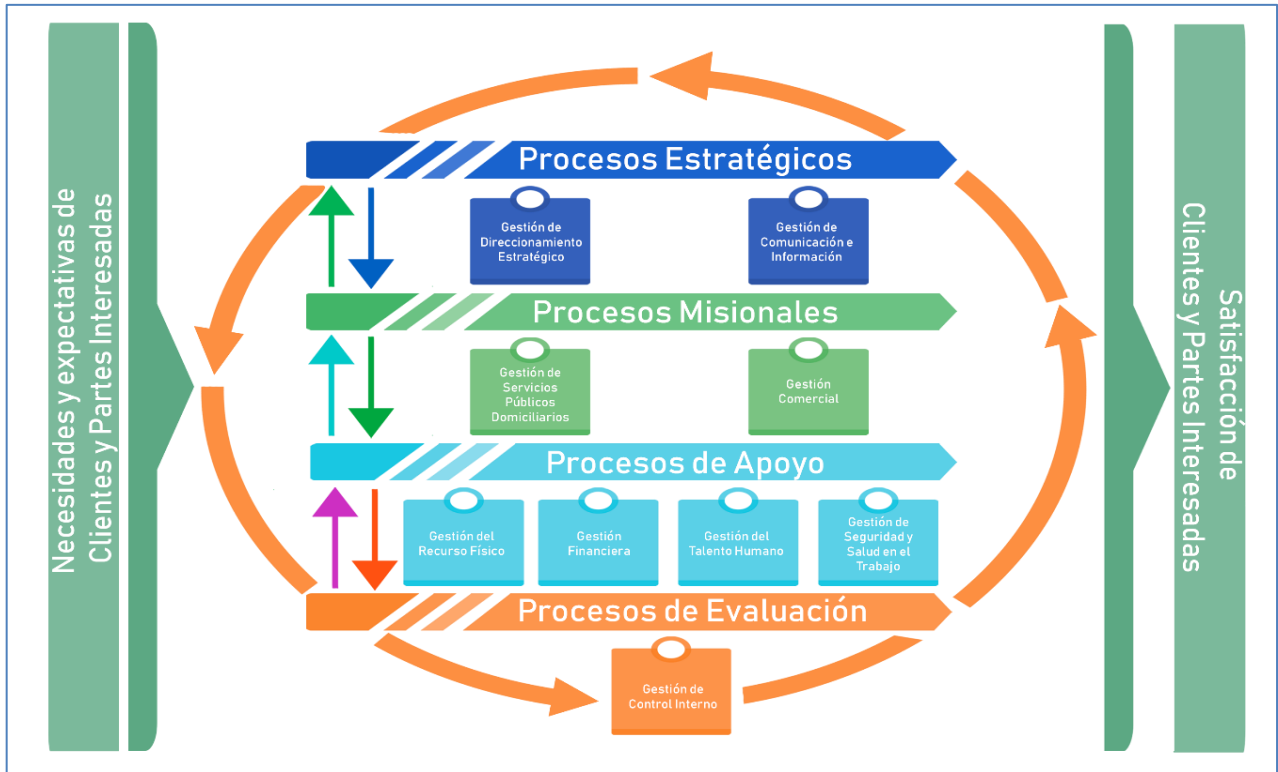 Necesidades y expectativas de
Clientes y Partes Interesadas
Procesos Estratégicos
Gestión de
Direccionamiento
Estratégico
Gestión de
Comunicación e
Información
Procesos Misionales
Gestión de
Servicios
Públicos
Domiciliarios
Gestión
Comercial
Procesos de Apoyo
Gestión del
Recurso Físico
Gestión
Financiera
Gestión del
Talento Humano
Gestión de
Seguridad y
Salud en el
Trabajo
Procesos de Evaluación
Gestión de
Control Interno
Satisfacción de
Clientes y Partes Interesadas